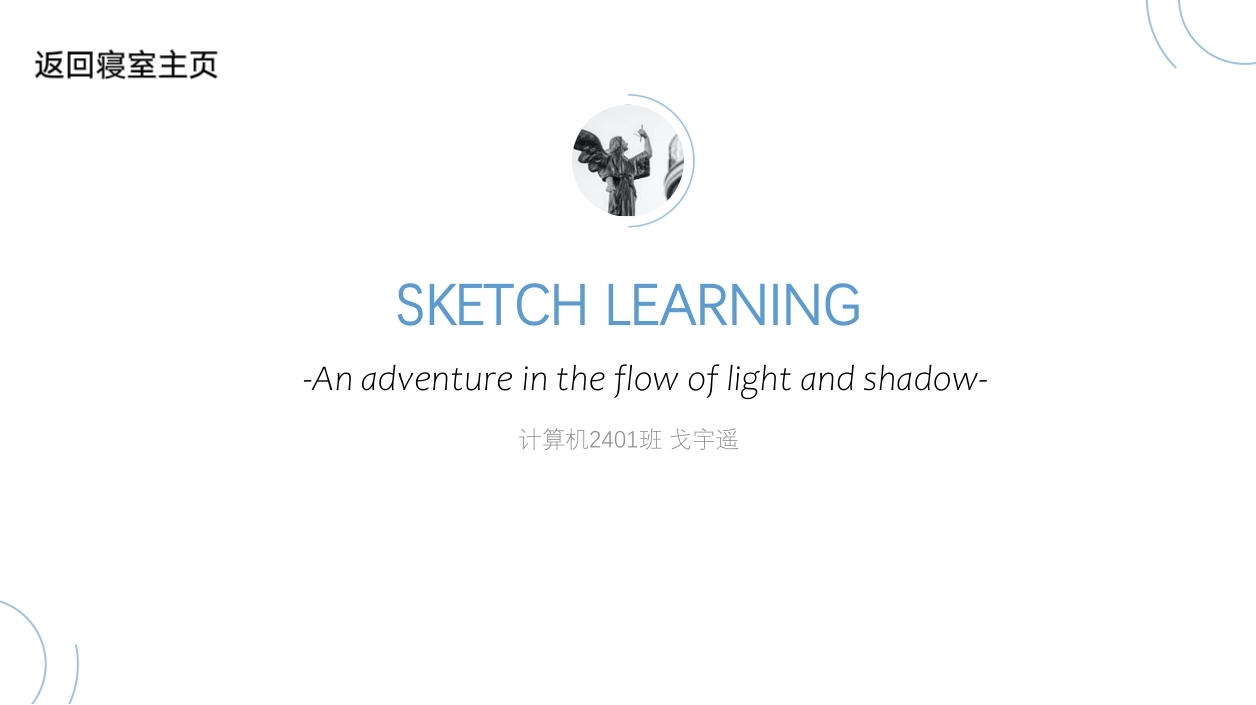 返回寝室主页
SKETCH LEARNING
-An adventure in the flow of light and shadow-
计算机2401班 戈宇遥